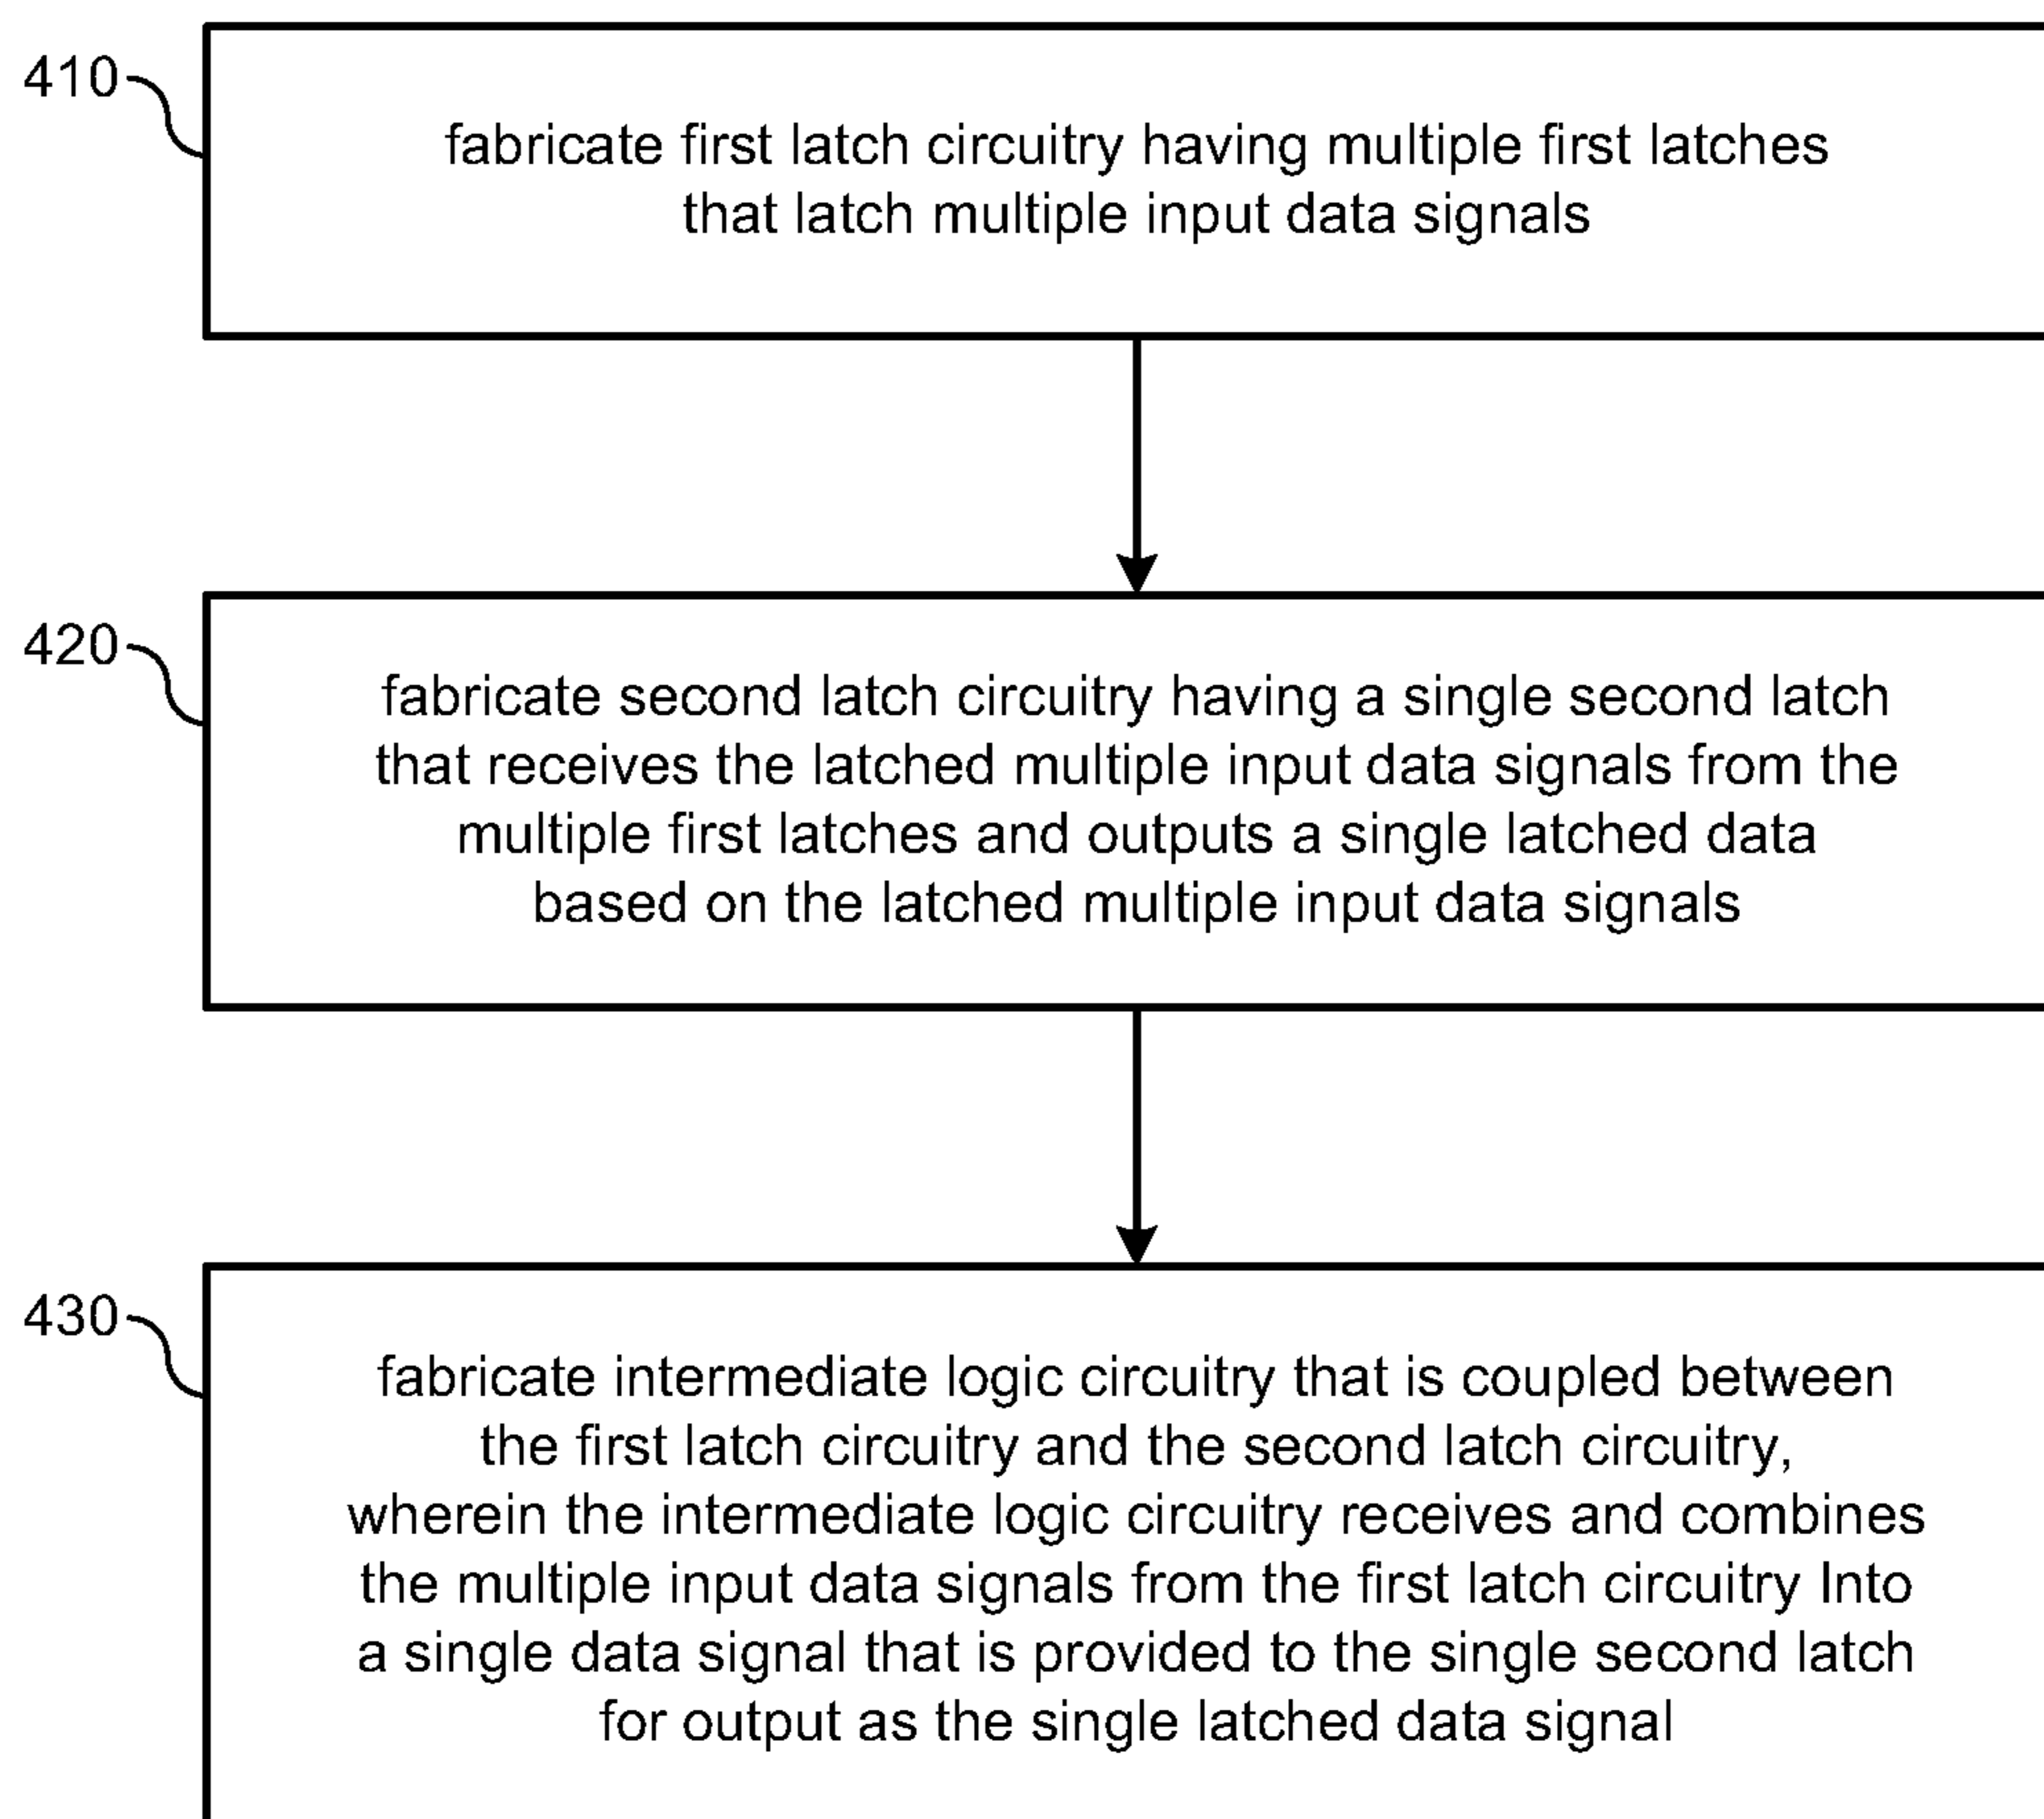 410
fabricate first latch circuitry having multiple first latches
that latch multiple input data signals
420
fabricate second latch circuitry having a single second latch
that receives the latched multiple input data signals from the
multiple first latches and outputs a single latched data
based on the latched multiple input data signals
430
fabricate intermediate logic circuitry that is coupled between
the first latch circuitry and the second latch circuitry,
wherein the intermediate logic circuitry receives and combines
the multiple input data signals from the first latch circuitry Into
a single data signal that is provided to the single second latch
for output as the single latched data signal